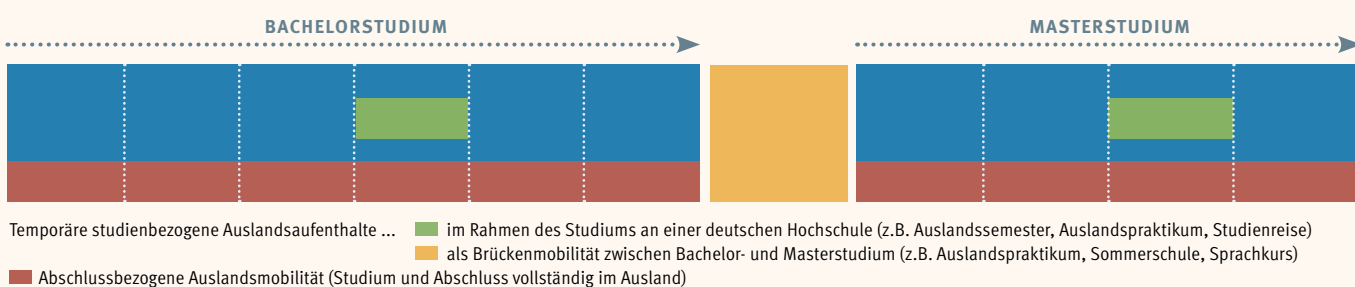 BACHELORSTUDIUM
MASTERSTUDIUM
Temporäre studienbezogene Auslandsaufenthalte ...
im Rahmen des Studiums an einer deutschen Hochschule (z.B. Auslandssemester, Auslandspraktikum, Studienreise)
als Brückenmobilität zwischen Bachelor- und Masterstudium (z.B. Auslandspraktikum, Sommerschule, Sprachkurs)
Abschlussbezogene Auslandsmobilität (Studium und Abschluss vollständig im Ausland)